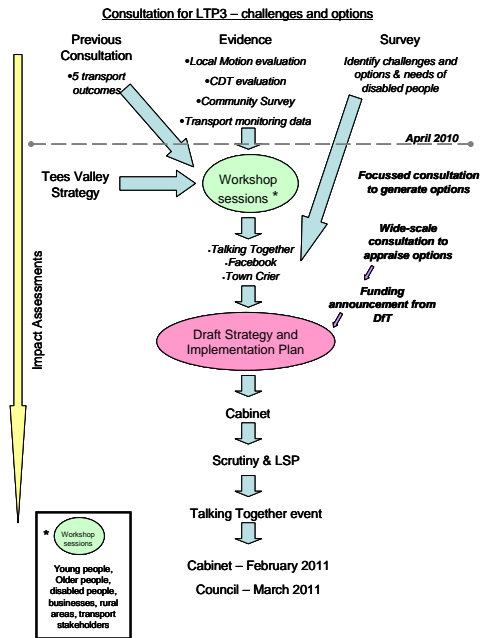 Consultation for LTP3 – challenges and options
Previous
Consultation
•5 transport
outcomes
Evidence
•Local Motion evaluation
•CDT evaluation
•Community Survey
•Transport monitoring data
Survey
Identify challenges and
options & needs of
disabled people
April 2010
Tees Valley
Strategy
Workshop
sessions *
Focussed consultation
to generate options
Wide-scale
consultation to
appraise options
-Talking Together
-Facebook
-Town Crier
Funding
announcement from
DfT
Impact Assessments
Draft Strategy and
Implementation Plan
Cabinet
Scrutiny & LSP
Talking Together event
Cabinet – February 2011
Council – March 2011
*
Workshop
sessions
Young people,
Older people,
disabled people,
businesses, rural
areas, transport
stakeholders